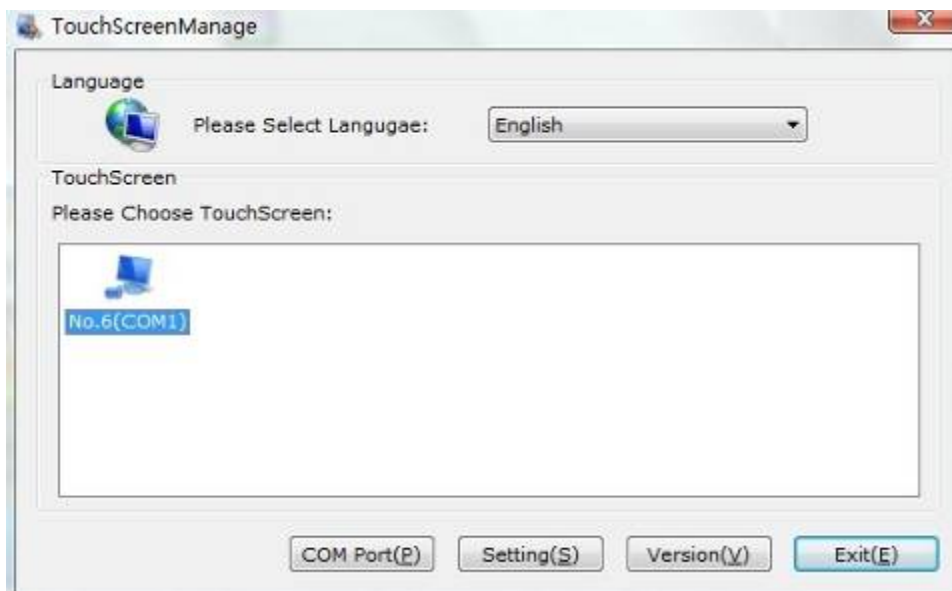 TouchScreenManage
Language
Please Select Langugae: English
TouchScreen
Please Choose TouchScreen:
No.6(COM1)
COM Port(P) Setting(S) Version(V) Exit(E)